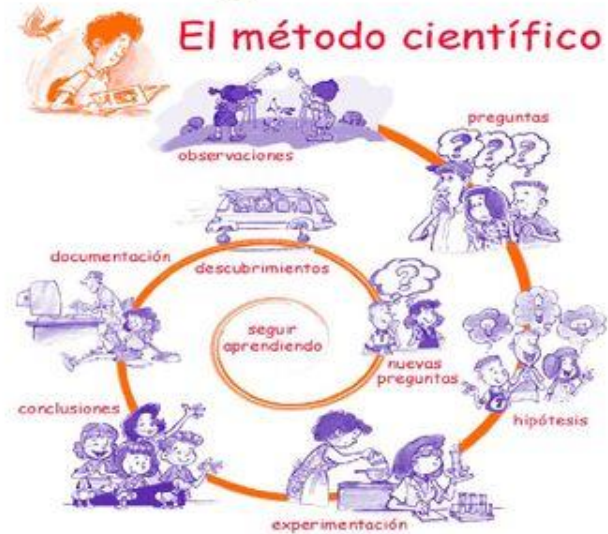 El método científico
observaciones
preguntas
hipótesis
experimentación
conclusiones
documentación
descubrimientos
nuevas
preguntas
seguir
aprendiendo